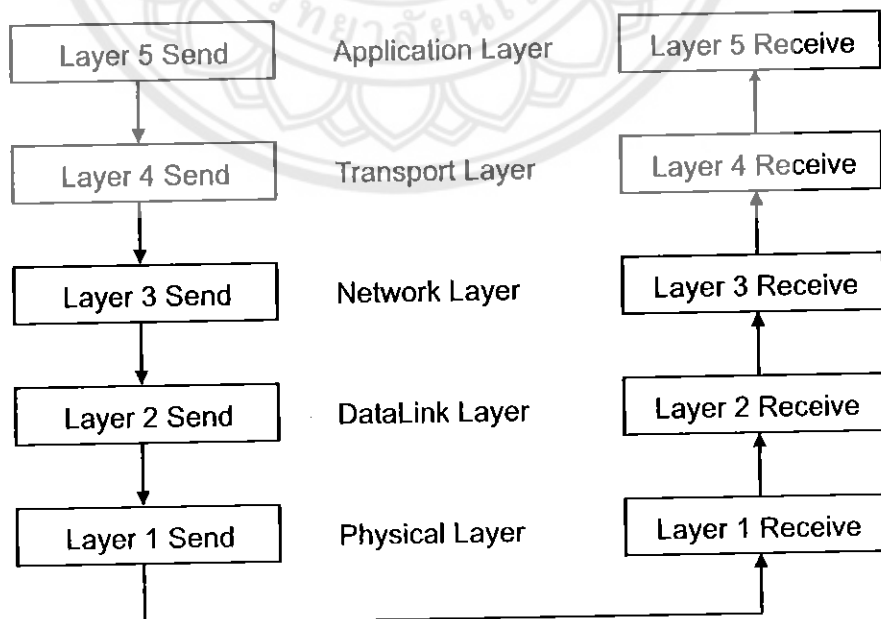 Layer 5 Send Application Layer Layer 5 Receive
Layer 4 Send Transport Layer Layer 4 Receive
Layer 3 Send Network Layer Layer 3 Receive
Layer 2 Send DataLink Layer Layer 2 Receive
Layer 1 Send Physical Layer Layer 1 Receive